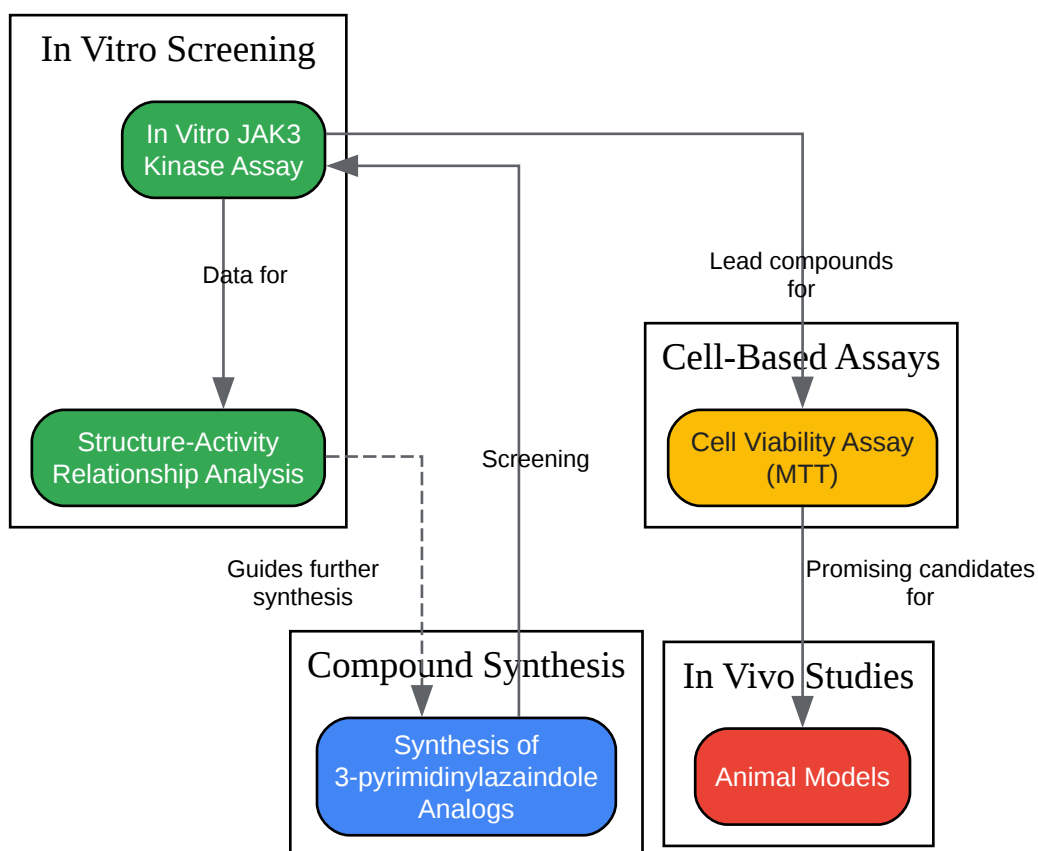 In Vitro Screening
In Vitro JAK3
Kinase Assay
Data for
Lead compounds
for
Cell-Based Assays
Structure-Activity
Relationship Analysis
Screening
Cell Viability Assay
(MTT)
Guides further
synthesis
Promising candidates
for
Compound Synthesis
In Vivo Studies
Synthesis of
3-pyrimidinylazaindole
Analogs
Animal Models